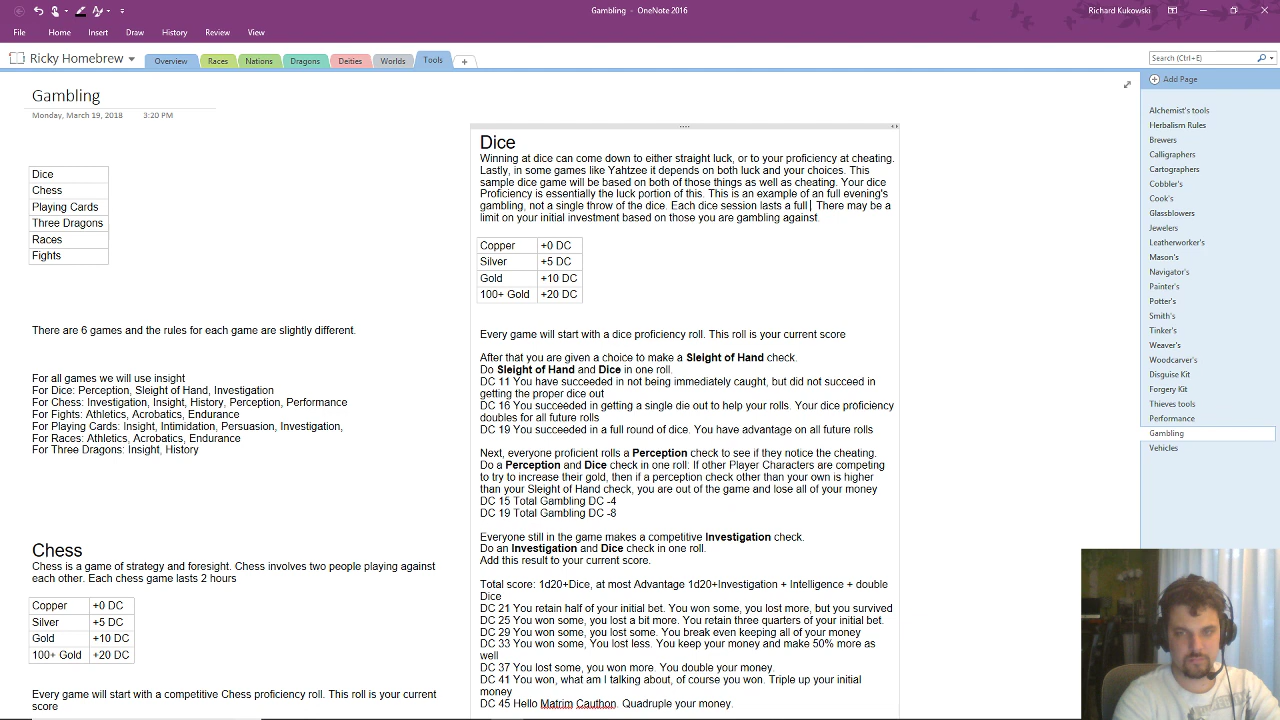 Gambling - OneNote 2016
Richard Kukowski
File Home Insert Draw History Review View
Ricky Homebrew
Overview Races Nations Dragons Deities Worlds Tools
Search (Ctrl+E)
Add Page
Gambling
Monday, March 19, 2018 3:20 PM
Dice
Chess
Playing Cards
Three Dragons
Races
Fights
There are 6 games and the rules for each game are slightly different.
For all games we will use insight
For Dice: Perception, Sleight of Hand, Investigation
For Chess: Investigation, Insight, History, Perception, Performance
For Fights: Athletics, Acrobatics, Endurance
For Playing Cards: Insight, Intimidation, Persuasion, Investigation,
For Races: Athletics, Acrobatics, Endurance
For Three Dragons: Insight, History
Chess
Chess is a game of strategy and foresight. Chess involves two people playing against
each other. Each chess game lasts 2 hours
Copper +0 DC
Silver +5 DC
Gold +10 DC
100+ Gold +20 DC
Every game will start with a competitive Chess proficiency roll. This roll is your current
score
Dice
Winning at dice can come down to either straight luck, or to your proficiency at cheating.
Lastly, in some games like Yahtzee it depends on both luck and your choices. This
sample dice game will be based on both of those things as well as cheating. Your dice
Proficiency is essentially the luck portion of this. This is an example of an full evening's
gambling, not a single throw of the dice. Each dice session lasts a full There may be a
limit on your initial investment based on those you are gambling against.
Copper +0 DC
Silver +5 DC
Gold +10 DC
100+ Gold +20 DC
Every game will start with a dice proficiency roll. This roll is your current score
After that you are given a choice to make a Sleight of Hand check.
Do Sleight of Hand and Dice in one roll.
DC 11 You have succeeded in not being immediately caught, but did not succeed in
getting the proper dice out
DC 16 You succeeded in getting a single die out to help your rolls. Your dice proficiency
doubles for all future rolls
DC 19 You succeeded in a full round of dice. You have advantage on all future rolls
Next, everyone proficient rolls a Perception check to see if they notice the cheating.
Do a Perception and Dice check in one roll: If other Player Characters are competing
to try to increase their gold, then if a perception check other than your own is higher
than your Sleight of Hand check, you are out of the game and lose all of your money
DC 15 Total Gambling DC -4
DC 19 Total Gambling DC -8
Everyone still in the game makes a competitive Investigation check.
Do an Investigation and Dice check in one roll.
Add this result to your current score.
Total score: 1d20+Dice, at most Advantage 1d20+Investigation + Intelligence + double
Dice
DC 21 You retain half of your initial bet. You won some, you lost more, but you survived
DC 25 You won some, you lost a bit more. You retain three quarters of your initial bet.
DC 29 You won some, you lost some. You break even keeping all of your money
DC 33 You won some, You lost less. You keep your money and make 50% more as
well
DC 37 You lost some, you won more. You double your money.
DC 41 You won, what am I talking about, of course you won. Triple up your initial
money
DC 45 Hello Matrim Cauthon. Quadruple your money.
Alchemist's tools
Herbalism Rules
Brewers
Calligraphers
Cartographers
Cobbler's
Cook's
Glassblowers
Jewelers
Leatherworker's
Mason's
Navigator's
Painter's
Potter's
Smith's
Tinker's
Weaver's
Woodcarver's
Disguise Kit
Forgery Kit
Thieves tools
Performance
Gambling
Vehicles